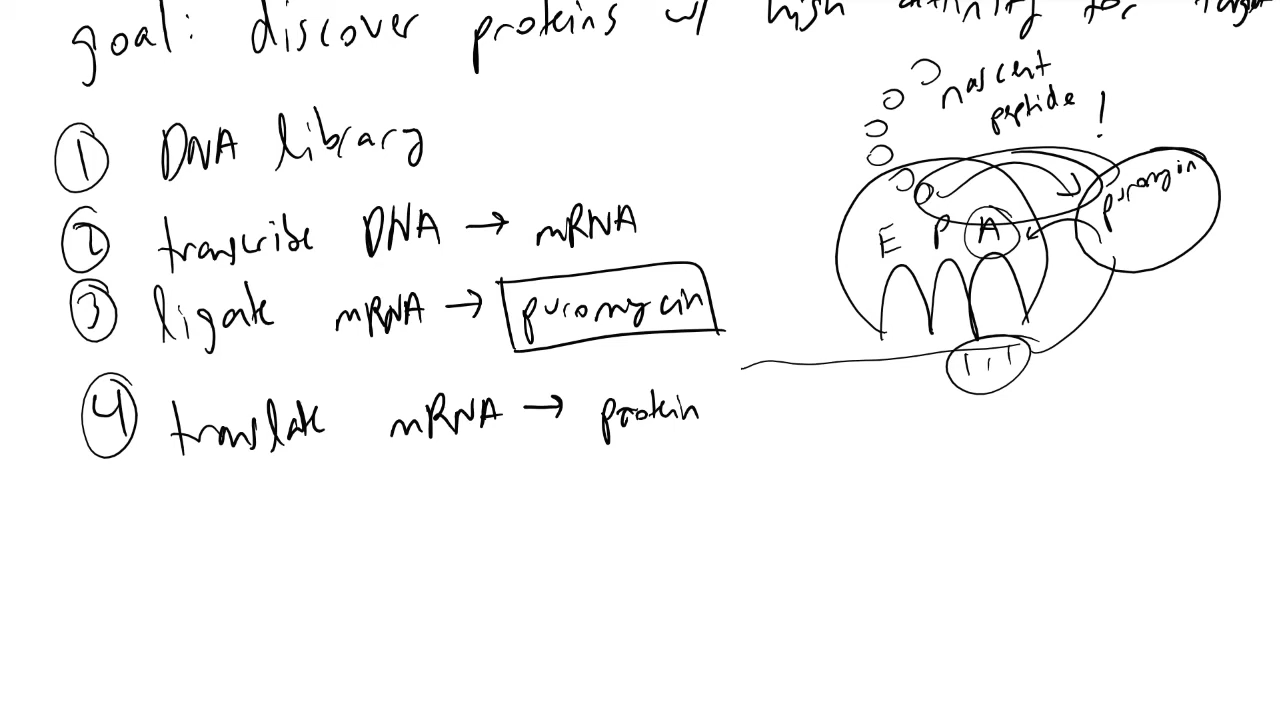 goal: discover proteins w/ high affinity for target
① DNA library
② transcribe DNA → mRNA
③ ligate mRNA → puromycin
④ translate mRNA → protein
nascent
peptide !
puromycin
E P A